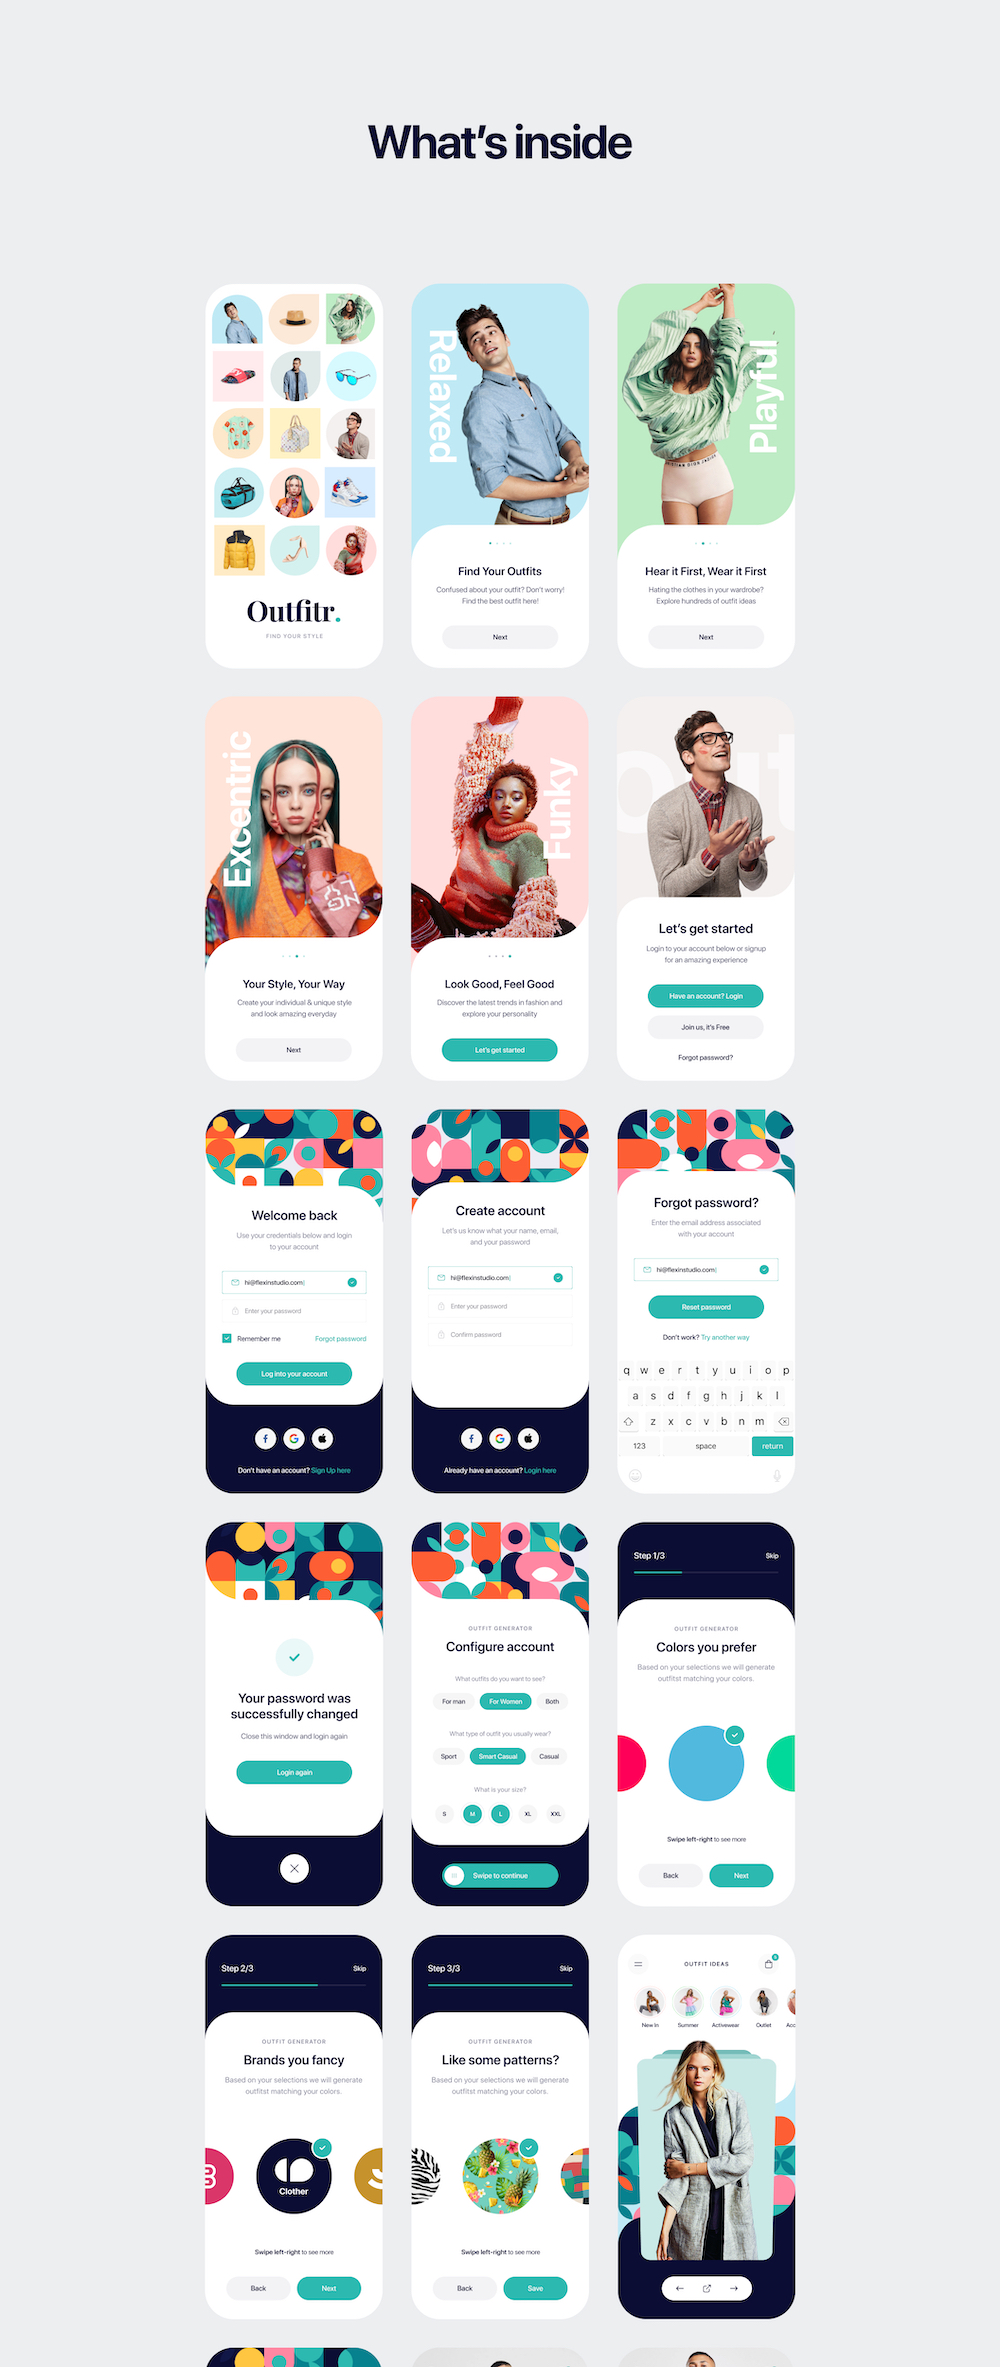 What's inside
Outfitr.
FIND YOUR STYLE
Relaxed
Find Your Outfits
Confused about your outfit? Don't worry!
Find the best outfit here!
Next
Playful
Hear it First, Wear it First
Hating the clothes in your wardrobe?
Explore hundreds of outfit ideas
Next
Excentric
Your Style, Your Way
Create your individual & unique style
and look amazing everyday
Next
Funky
Look Good, Feel Good
Discover the latest trends in fashion and
explore your personality
Let's get started
out
Let's get started
Login to your account below or signup
for an amazing experience
Have an account? Login
Join us, it's Free
Forgot password?
Welcome back
Use your credentials below and login
to your account
hi@flexinstudio.com
Enter your password
Remember me
Forgot password
Log into your account
Don't have an account? Sign Up here
Create account
Let's us know what your name, email,
and your password
hi@flexinstudio.com
Enter your password
Confirm password
Already have an account? Login here
Forgot password?
Enter the email address associated
with your account
hi@flexinstudio.com
Reset password
Don't work? Try another way
q w e r t y u i o p
a s d f g h j k l
z x c v b n m
123 space return
Your password was
successfully changed
Close this window and login again
Login again
OUTFIT GENERATOR
Configure account
What outfits do you want to see?
For man For Women Both
What type of outfit you usually wear?
Sport Smart Casual Casual
What is your size?
S M L XL XXL
Swipe to continue
Step 1/3 Skip
OUTFIT GENERATOR
Colors you prefer
Based on your selections we will generate
outfitst matching your colors.
Swipe left-right to see more
Back Next
Step 2/3 Skip
OUTFIT GENERATOR
Brands you fancy
Based on your selections we will generate
outfitst matching your colors.
Clother
Swipe left-right to see more
Back Next
Step 3/3 Skip
OUTFIT GENERATOR
Like some patterns?
Based on your selections we will generate
outfitst matching your colors.
Swipe left-right to see more
Back Save
OUTFIT IDEAS
New In Summer Activewear Outlet Acc